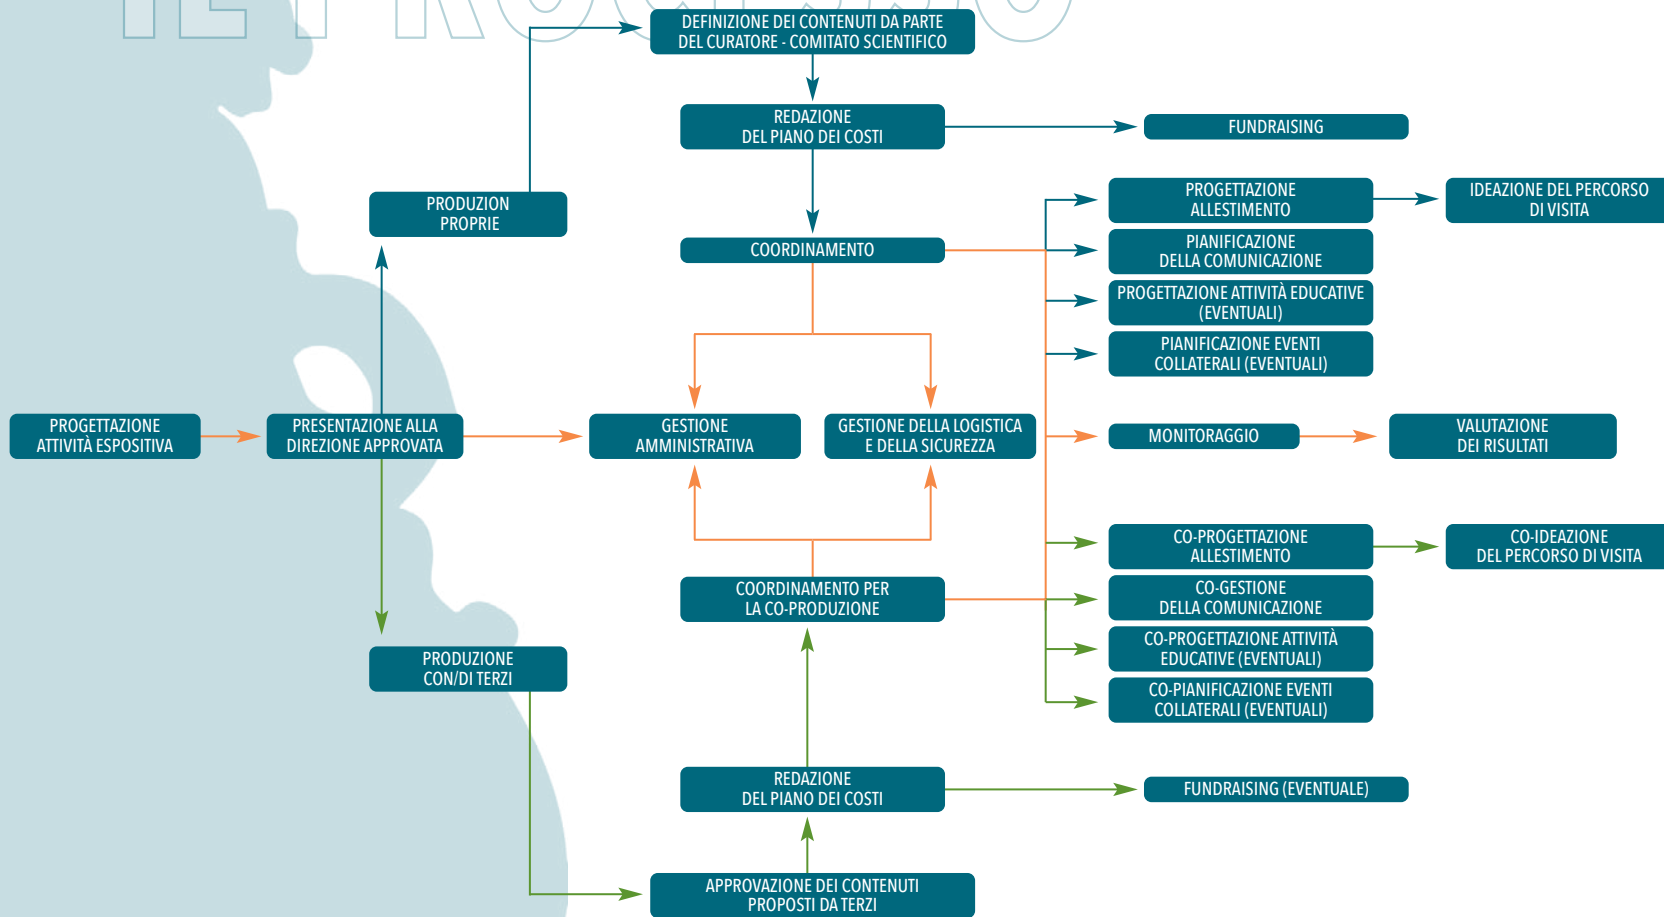 IL PROCESSO
DEFINIZIONE DEI CONTENUTI DA PARTE
DEL CURATORE - COMITATO SCIENTIFICO
REDAZIONE
DEL PIANO DEI COSTI
FUNDRAISING
PRODUZION
PROPRIE
PROGETTAZIONE
ALLESTIMENTO
IDEAZIONE DEL PERCORSO
DI VISITA
COORDINAMENTO
PIANIFICAZIONE
DELLA COMUNICAZIONE
PROGETTAZIONE ATTIVITÀ EDUCATIVE
(EVENTUALI)
PIANIFICAZIONE EVENTI
COLLATERALI (EVENTUALI)
PROGETTAZIONE
ATTIVITÀ ESPOSITIVA
PRESENTAZIONE ALLA
DIREZIONE APPROVATA
GESTIONE
AMMINISTRATIVA
GESTIONE DELLA LOGISTICA
E DELLA SICUREZZA
MONITORAGGIO
VALUTAZIONE
DEI RISULTATI
CO-PROGETTAZIONE
ALLESTIMENTO
CO-IDEAZIONE
DEL PERCORSO DI VISITA
COORDINAMENTO PER
LA CO-PRODUZIONE
CO-GESTIONE
DELLA COMUNICAZIONE
CO-PROGETTAZIONE ATTIVITÀ
EDUCATIVE (EVENTUALI)
PRODUZIONE
CON/DI TERZI
CO-PIANIFICAZIONE EVENTI
COLLATERALI (EVENTUALI)
REDAZIONE
DEL PIANO DEI COSTI
FUNDRAISING (EVENTUALE)
APPROVAZIONE DEI CONTENUTI
PROPOSTI DA TERZI